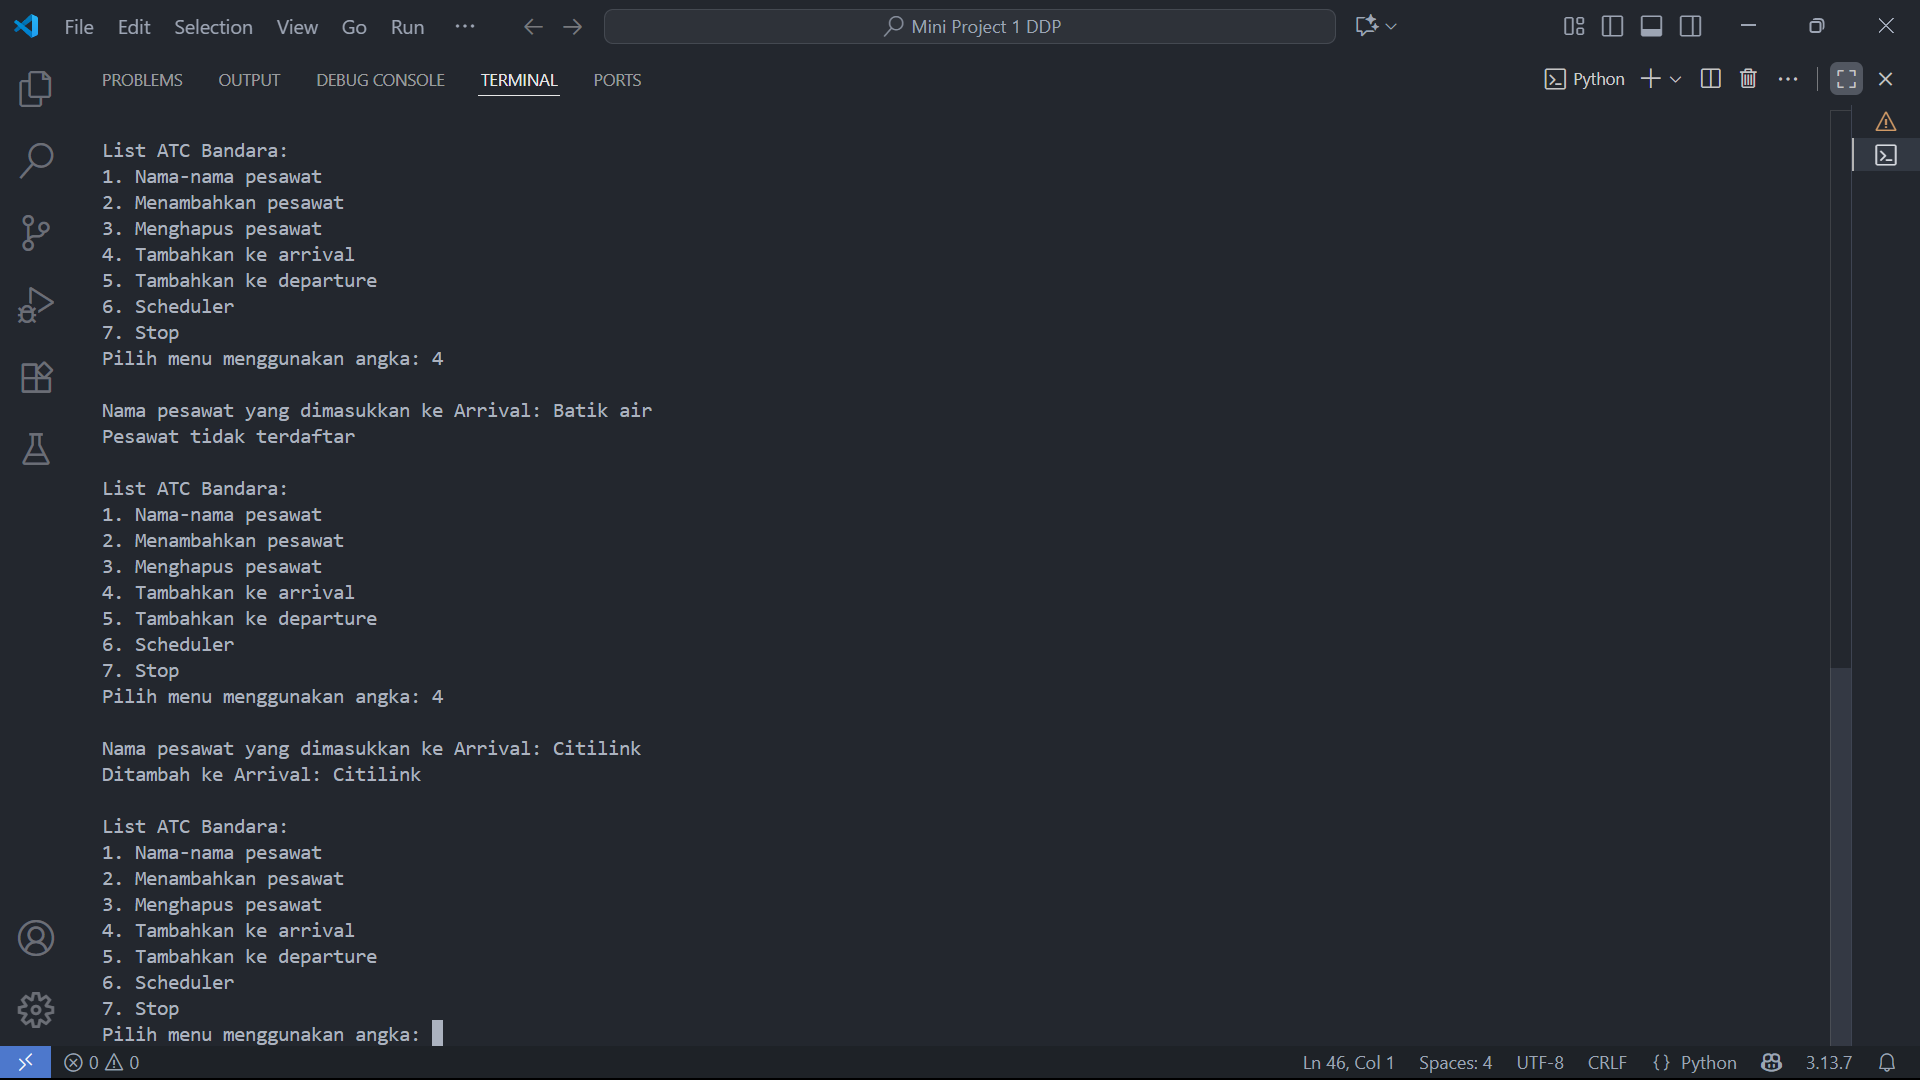 File Edit Selection View Go Run ··· Mini Project 1 DDP
PROBLEMS OUTPUT DEBUG CONSOLE TERMINAL PORTS Python
List ATC Bandara:
1. Nama-nama pesawat
2. Menambahkan pesawat
3. Menghapus pesawat
4. Tambahkan ke arrival
5. Tambahkan ke departure
6. Scheduler
7. Stop
Pilih menu menggunakan angka: 4
Nama pesawat yang dimasukkan ke Arrival: Batik air
Pesawat tidak terdaftar
List ATC Bandara:
1. Nama-nama pesawat
2. Menambahkan pesawat
3. Menghapus pesawat
4. Tambahkan ke arrival
5. Tambahkan ke departure
6. Scheduler
7. Stop
Pilih menu menggunakan angka: 4
Nama pesawat yang dimasukkan ke Arrival: Citilink
Ditambah ke Arrival: Citilink
List ATC Bandara:
1. Nama-nama pesawat
2. Menambahkan pesawat
3. Menghapus pesawat
4. Tambahkan ke arrival
5. Tambahkan ke departure
6. Scheduler
7. Stop
Pilih menu menggunakan angka:
0 0 Ln 46, Col 1 Spaces: 4 UTF-8 CRLF {} Python 3.13.7